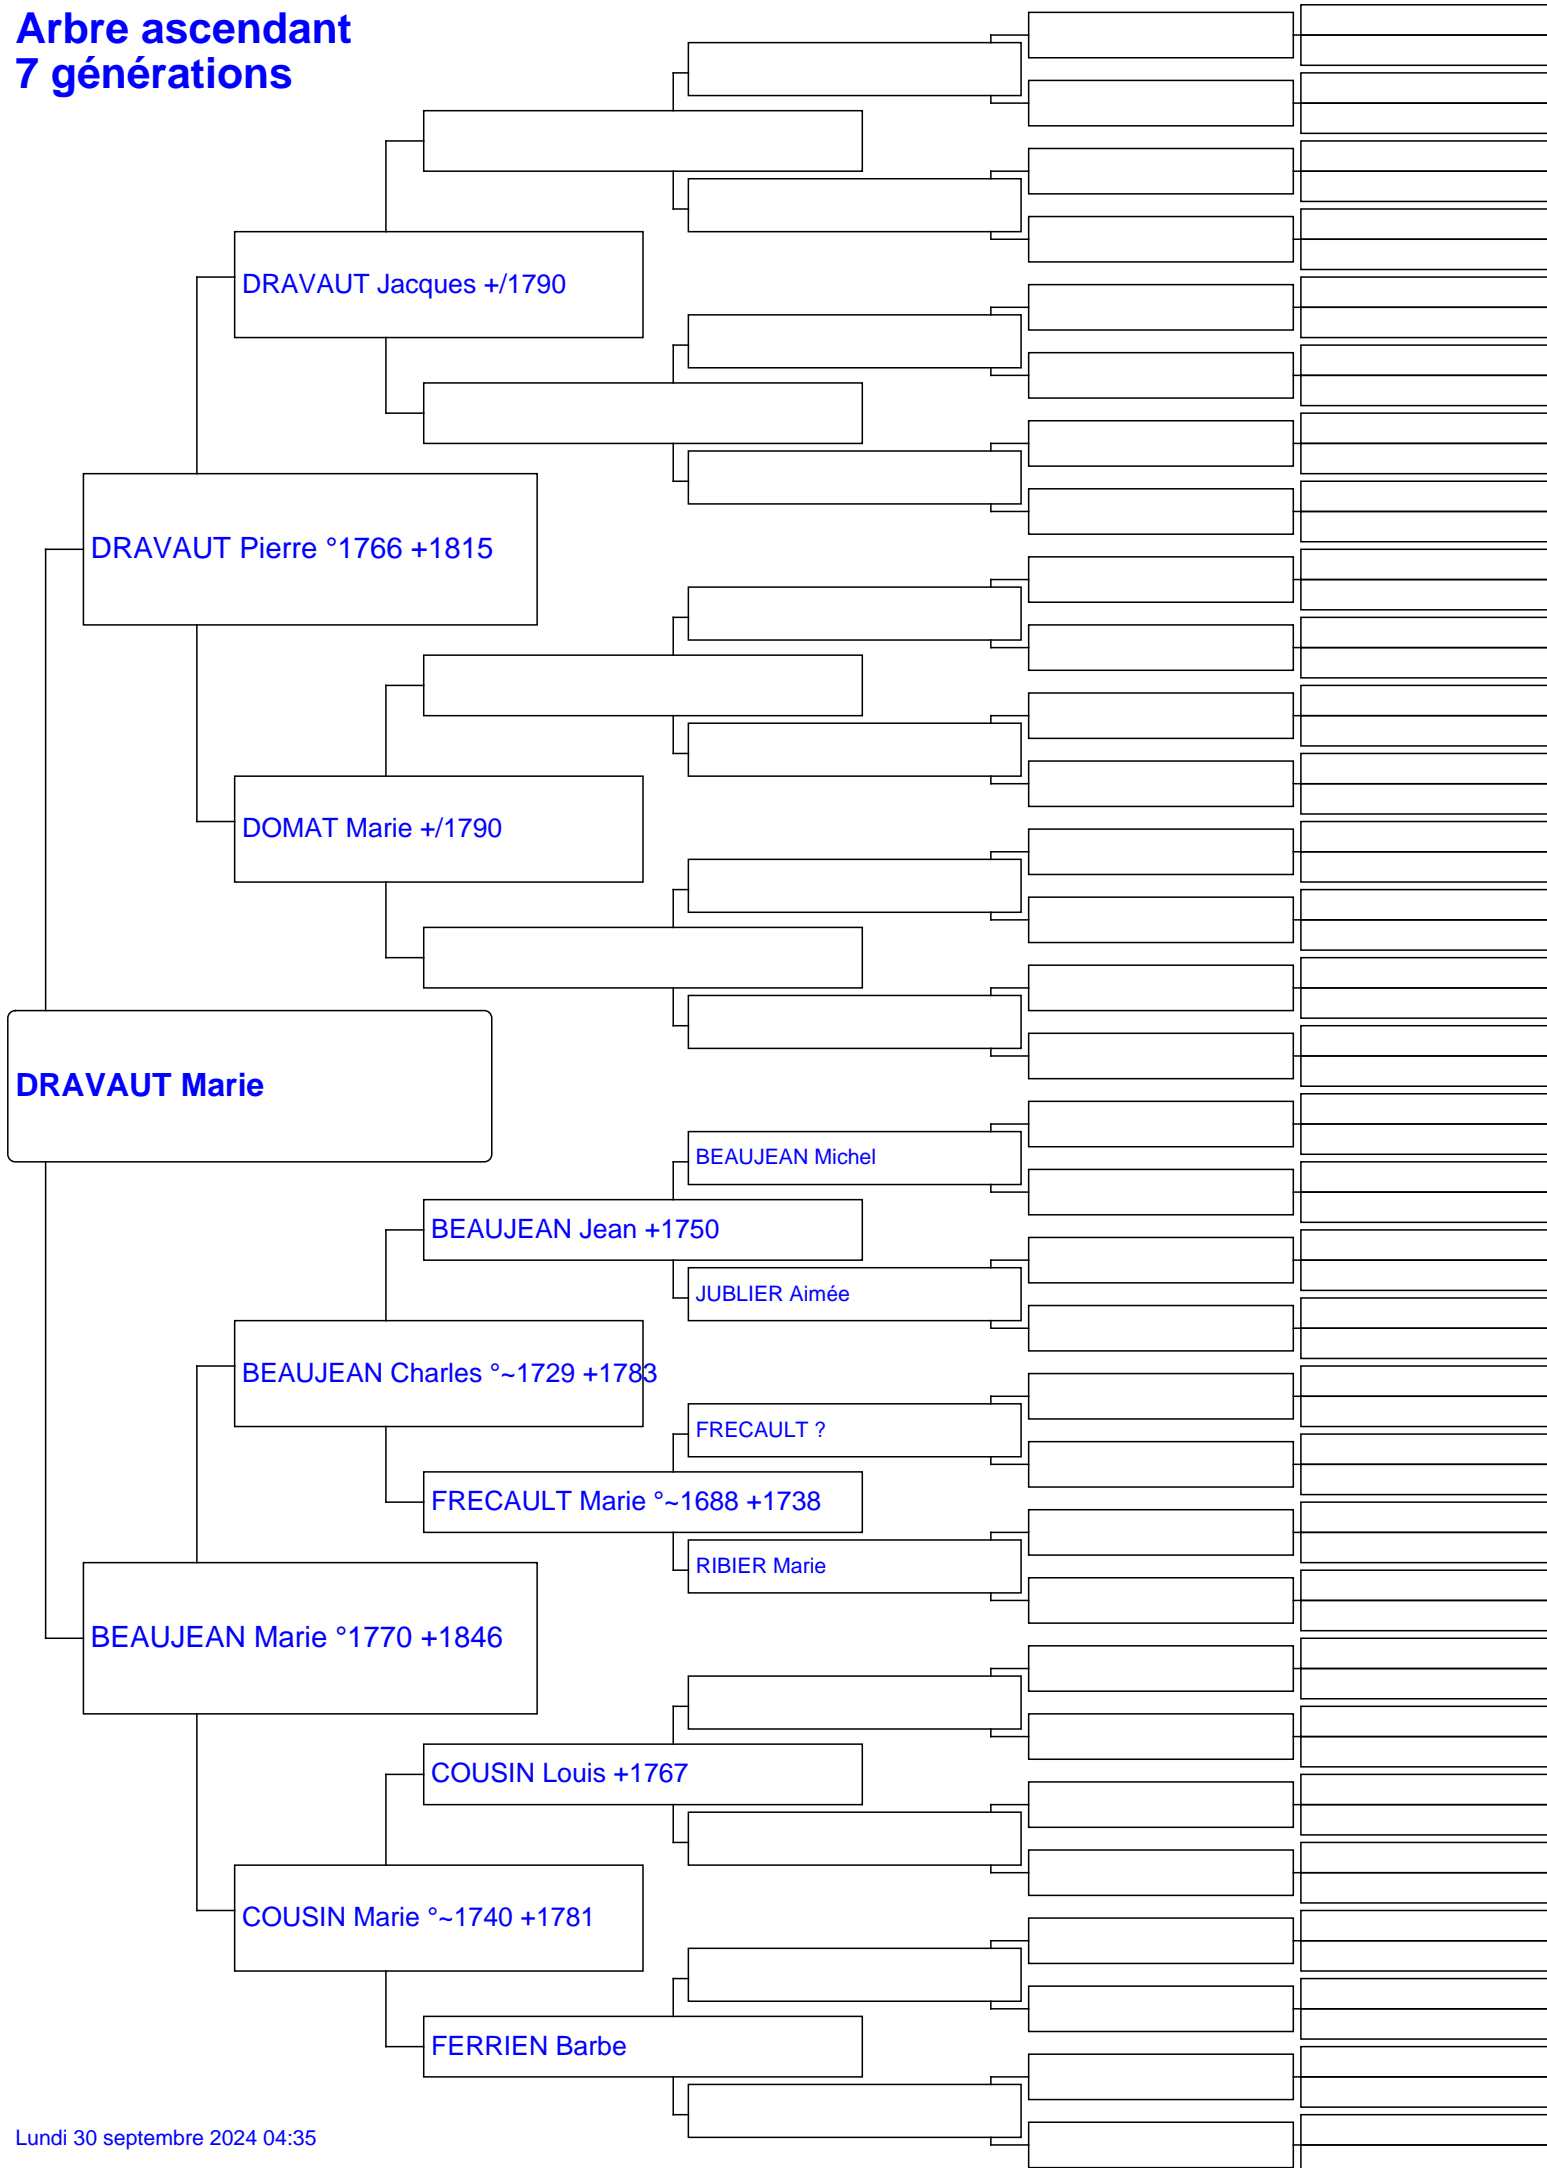 Arbre ascendant
7 générations
DRAVAUT Jacques +/1790
DRAVAUT Pierre °1766 +1815
DOMAT Marie +/1790
DRAVAUT Marie
BEAUJEAN Michel
BEAUJEAN Jean +1750
JUBLIER Aimée
BEAUJEAN Charles °~1729 +1783
FRECAULT ?
FRECAULT Marie °~1688 +1738
RIBIER Marie
BEAUJEAN Marie °1770 +1846
COUSIN Louis +1767
COUSIN Marie °~1740 +1781
FERRIEN Barbe
Lundi 30 septembre 2024 04:35